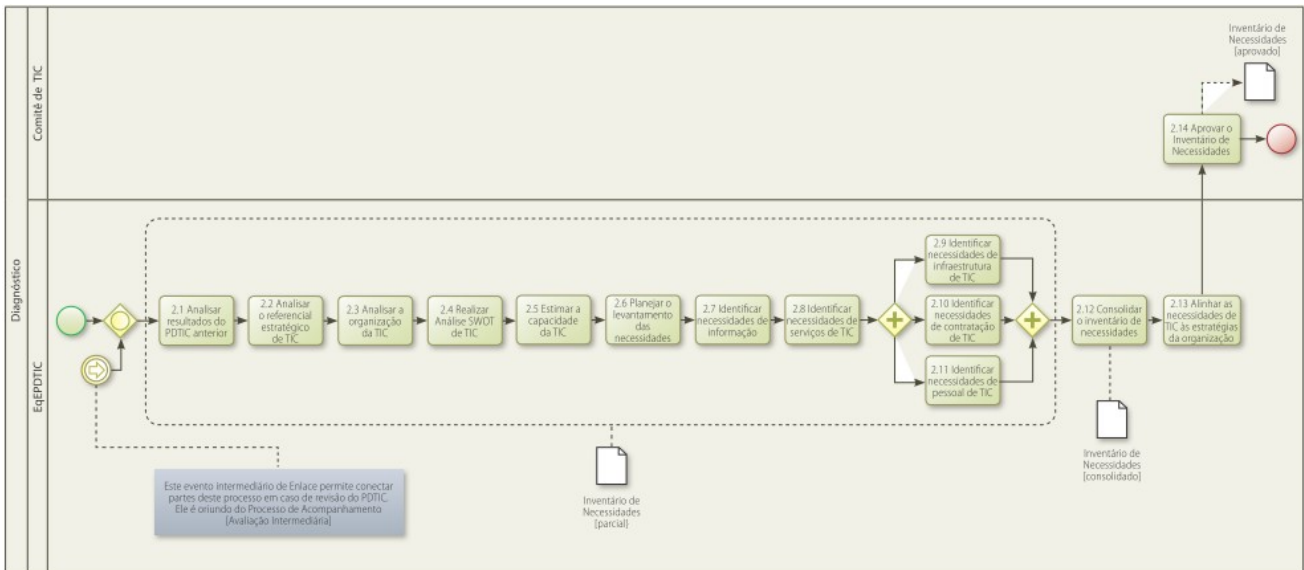 Diagnóstico
Comitê de TIC
Inventário de
Necessidades
[aprovado]
2.14 Aprovar o
Inventário de
Necessidades
EqEPDTIC
2.1 Analisar
resultados do
PDTIC anterior
2.2 Analisar
o referencial
estratégico
de TIC
2.3 Analisar a
organização
da TIC
2.4 Realizar
Análise SWOT
de TIC
2.5 Estimar a
capacidade
da TIC
2.6 Planejar o
levantamento
das
necessidades
2.7 Identificar
necessidades de
informação
2.8 Identificar
necessidades de
serviços de TIC
2.9 Identificar
necessidades de
infraestrutura
de TIC
2.10 Identificar
necessidades
de contratação
de TIC
2.11 Identificar
necessidades de
pessoal de TIC
2.12 Consolidar
o inventário de
necessidades
2.13 Alinhar as
necessidades de
TIC às estratégias
da organização
Este evento intermediário de Enlace permite conectar
partes deste processo em caso de revisão do PDTIC.
Ele é oriundo do Processo de Acompanhamento
[Avaliação Intermediária]
Inventário de
Necessidades
[parcial}
Inventário de
Necessidades
[consolidado]